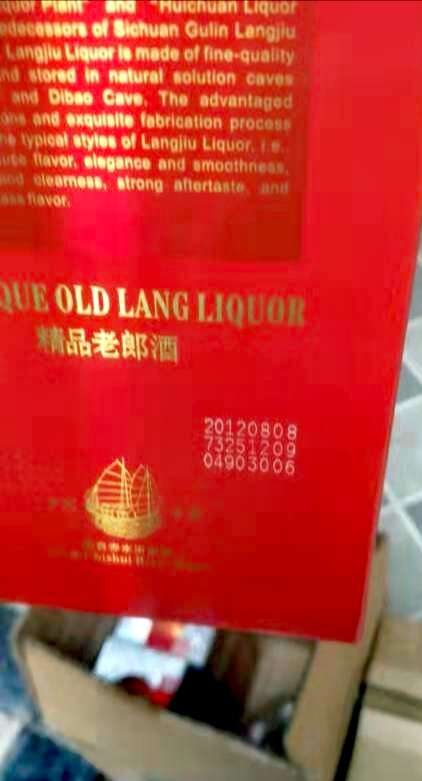 Plant" and "Huichuan Liquor
of Sichuan Gulin Langjiu
Langjiu Liquor is made of fine-quality
and stored in natural solution caves
and Dibao Cave. The advantaged
and exquisite fabrication process
typical styles of Langjiu Liquor, i.e.
flavor, elegance and smoothness,
and clearness, strong aftertaste, and
flavor.
QUE OLD LANG LIQUOR
精品老郎酒
20120808
73251209
04903006